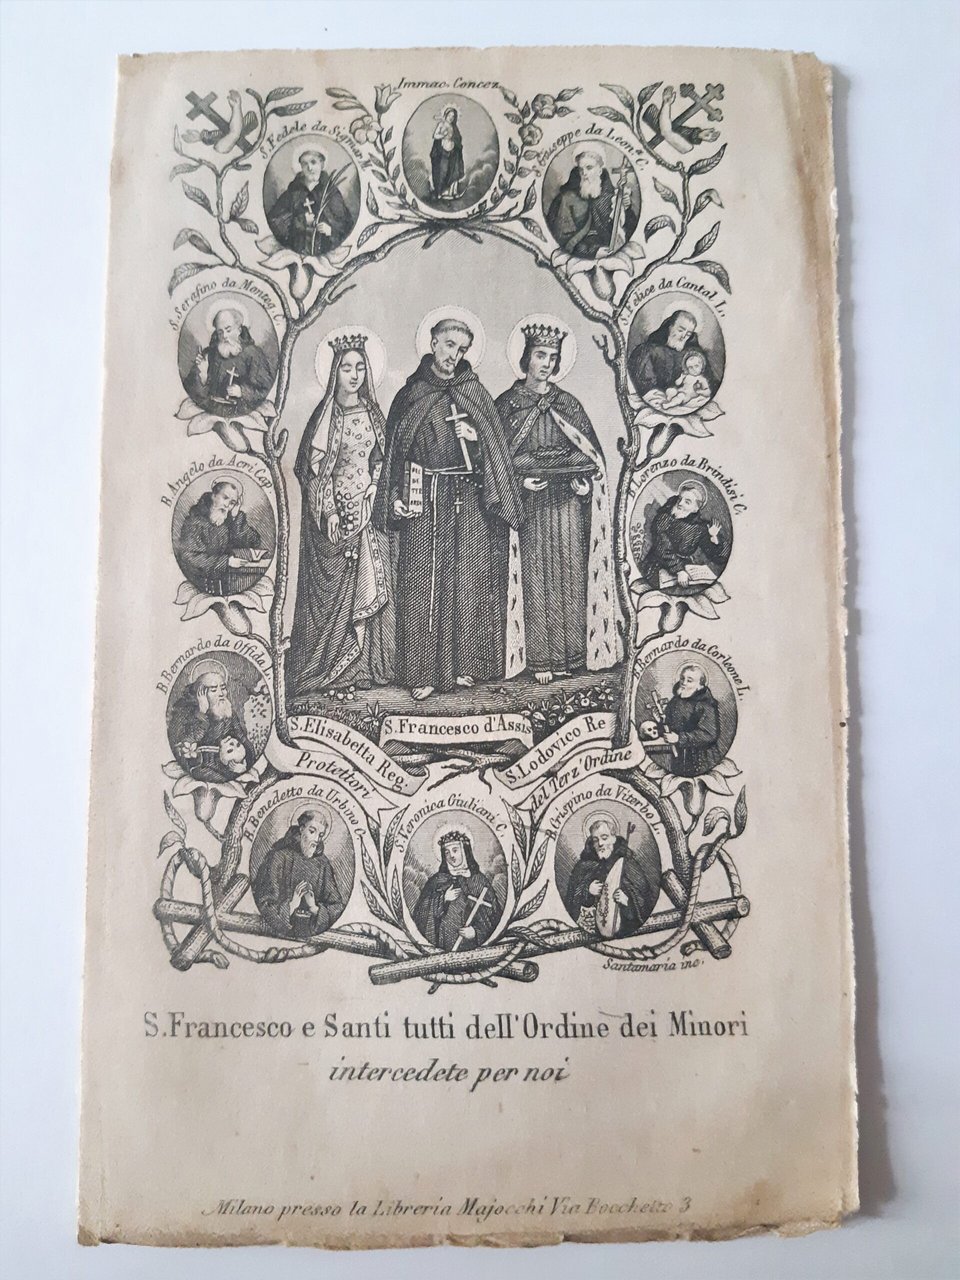 Immac. Concez.
S. Fedele da Sigmar.
S. Giuseppe da Leon.ª C.
S. Serafino da Monteg. C.
S. Felice da Cantal. L.
B. Angelo da Acri Cap.
B. Lorenzo da Brindisi C.
B. Bernardo da Offida L.
B. Bernardo da Corleone L.
S. Elisabetta Reg.
S. Francesco d'Assis
S. Lodovico Re
Protettori
del Terz'Ordine
B. Benedetto da Urbino C.
S. Veronica Giuliani C.
B. Crispino da Viterbo L.
Santamaria inc.
S. Francesco e Santi tutti dell'Ordine dei Minori
intercedete per noi
Milano presso la Libreria Majocchi Via Bocchetto 3